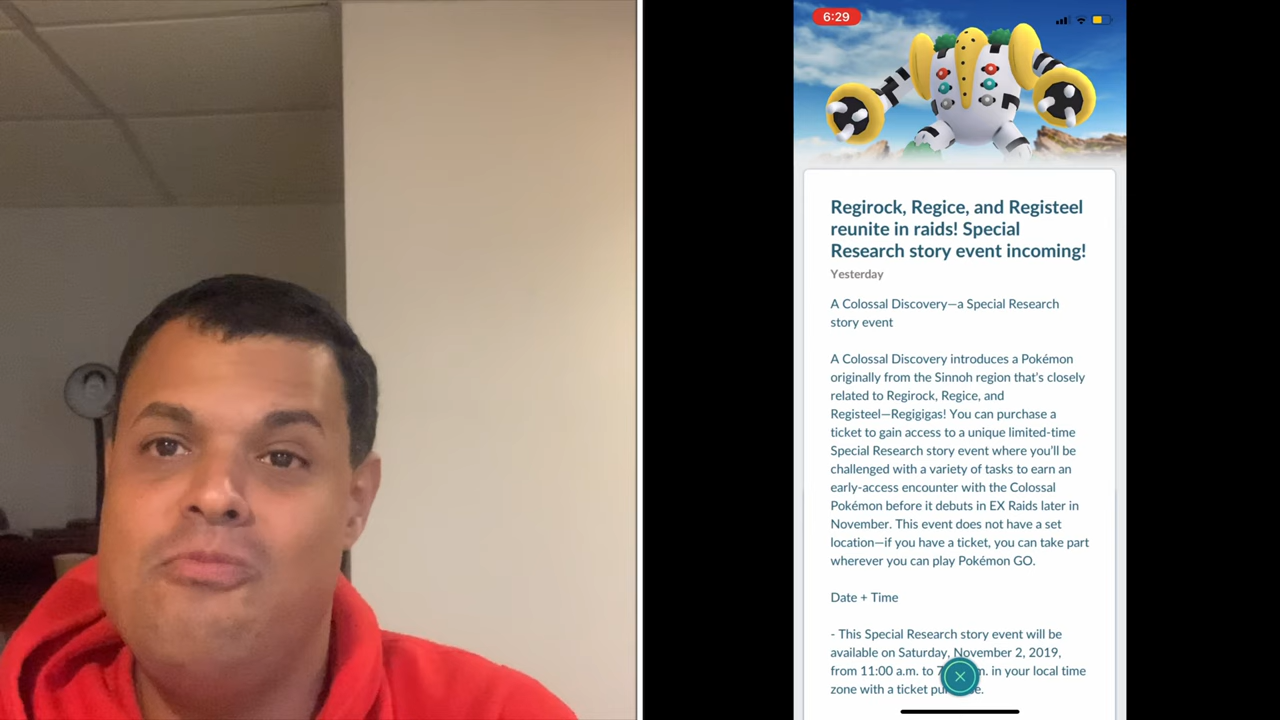 6:29
Regirock, Regice, and Registeel
reunite in raids! Special
Research story event incoming!
Yesterday
A Colossal Discovery—a Special Research
story event
A Colossal Discovery introduces a Pokémon
originally from the Sinnoh region that's closely
related to Regirock, Regice, and
Registeel—Regigigas! You can purchase a
ticket to gain access to a unique limited-time
Special Research story event where you'll be
challenged with a variety of tasks to earn an
early-access encounter with the Colossal
Pokémon before it debuts in EX Raids later in
November. This event does not have a set
location—if you have a ticket, you can take part
wherever you can play Pokémon GO.
Date + Time
- This Special Research story event will be
available on Saturday, November 2, 2019,
from 11:00 a.m. to in your local time
zone with a ticket